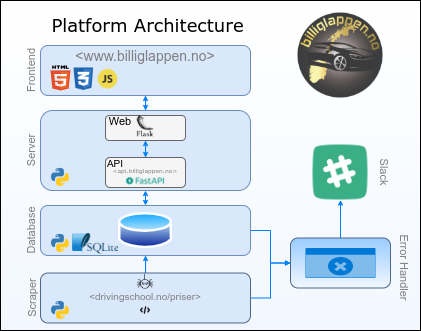 Platform Architecture
billiglappen.no
Frontend
<www.billiglappen.no>
HTML
5
3
JS
Server
Web
Flask
API
<api.billiglappen.no>
FastAPI
Slack
Database
SQLite
Error Handler
Scraper
<drivingschool.no/priser>
</>